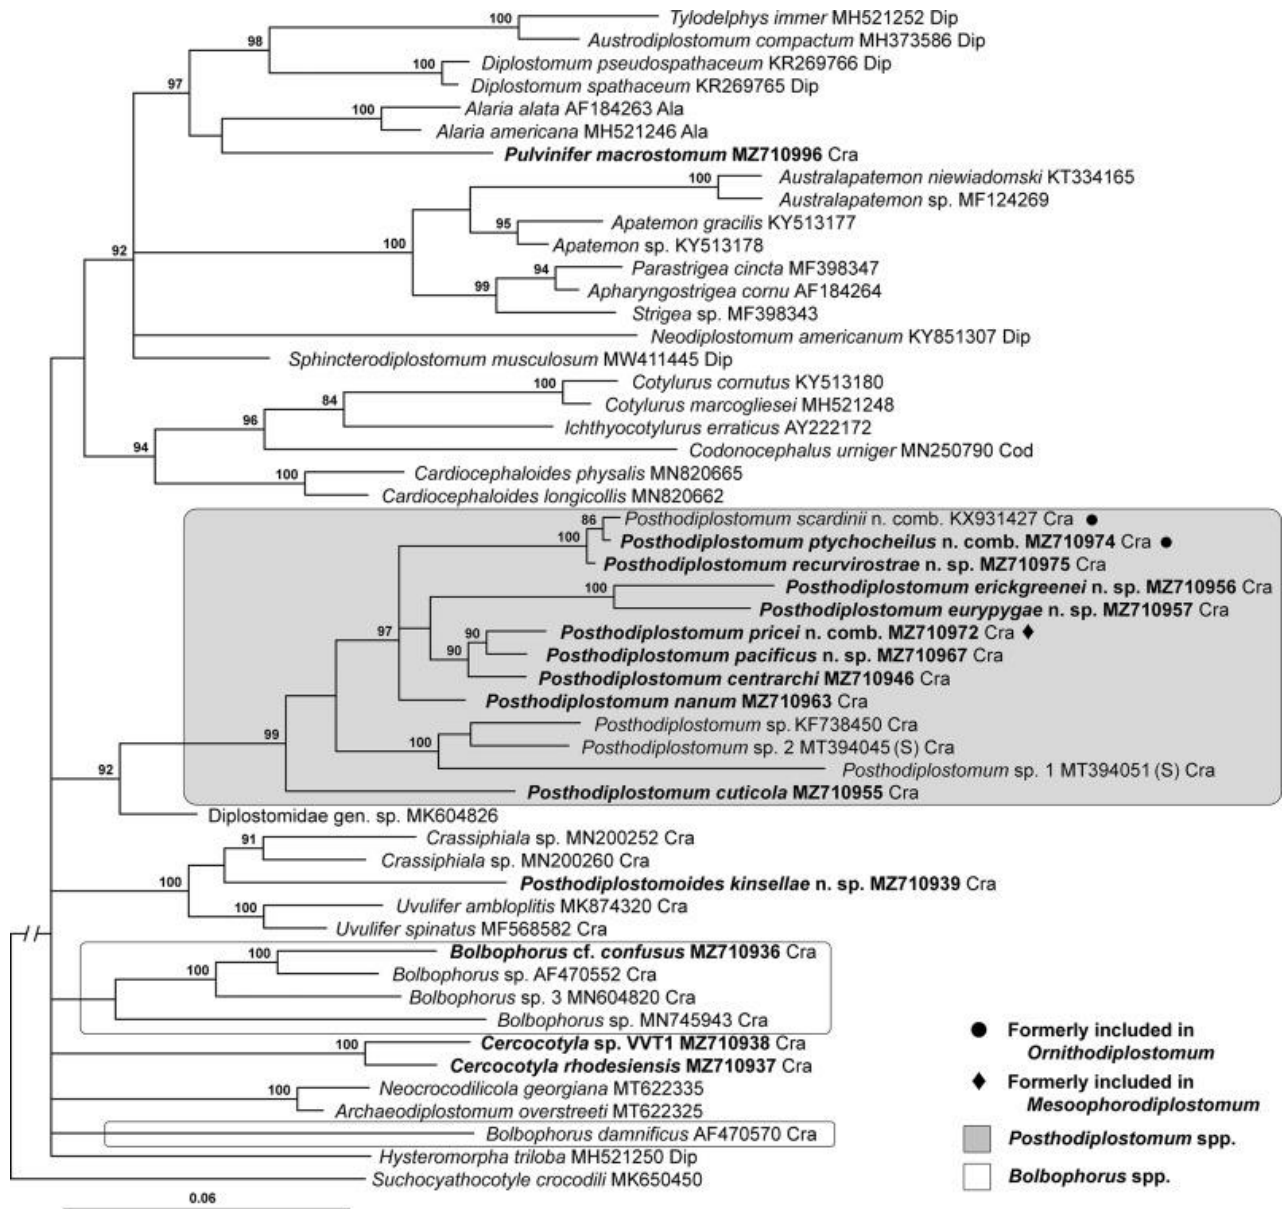 100
Tylodelphys immer MH521252 Dip
98
Austrodiplostomum compactum MH373586 Dip
100
Diplostomum pseudospathaceum KR269766 Dip
97
Diplostomum spathaceum KR269765 Dip
100
Alaria alata AF184263 Ala
Alaria americana MH521246 Ala
Pulvinifer macrostomum MZ710996 Cra
100
Australapatemon niewiadomski KT334165
Australapatemon sp. MF124269
95
Apatemon gracilis KY513177
92
100
Apatemon sp. KY513178
94
Parastrigea cincta MF398347
99
Apharyngostrigea cornu AF184264
Strigea sp. MF398343
Neodiplostomum americanum KY851307 Dip
Sphincterodiplostomum musculosum MW411445 Dip
100
Cotylurus cornutus KY513180
84
Cotylurus marcogliesei MH521248
96
Ichthyocotylurus erraticus AY222172
94
Codonocephalus urniger MN250790 Cod
100
Cardiocephaloides physalis MN820665
Cardiocephaloides longicollis MN820662
86
Posthodiplostomum scardinii n. comb. KX931427 Cra ●
100
Posthodiplostomum ptychocheilus n. comb. MZ710974 Cra ●
Posthodiplostomum recurvirostrae n. sp. MZ710975 Cra
100
Posthodiplostomum erickgreenei n. sp. MZ710956 Cra
Posthodiplostomum eurypygae n. sp. MZ710957 Cra
97
90
Posthodiplostomum pricei n. comb. MZ710972 Cra ♦
90
Posthodiplostomum pacificus n. sp. MZ710967 Cra
Posthodiplostomum centrarchi MZ710946 Cra
Posthodiplostomum nanum MZ710963 Cra
Posthodiplostomum sp. KF738450 Cra
99
100
Posthodiplostomum sp. 2 MT394045 (S) Cra
Posthodiplostomum sp. 1 MT394051 (S) Cra
92
Posthodiplostomum cuticola MZ710955 Cra
Diplostomidae gen. sp. MK604826
91
Crassiphiala sp. MN200252 Cra
Crassiphiala sp. MN200260 Cra
100
Posthodiplostomoides kinsellae n. sp. MZ710939 Cra
100
Uvulifer ambloplitis MK874320 Cra
Uvulifer spinatus MF568582 Cra
100
Bolbophorus cf. confusus MZ710936 Cra
100
Bolbophorus sp. AF470552 Cra
Bolbophorus sp. 3 MN604820 Cra
Bolbophorus sp. MN745943 Cra
100
Cercocotyla sp. VVT1 MZ710938 Cra
Cercocotyla rhodesiensis MZ710937 Cra
100
Neocrocodilicola georgiana MT622335
Archaeodiplostomum overstreeti MT622325
Bolbophorus damnificus AF470570 Cra
Hysteromorpha triloba MH521250 Dip
Suchocyathocotyle crocodili MK650450
0.06
● Formerly included in
Ornithodiplostomum
♦ Formerly included in
Mesoophorodiplostomum
Posthodiplostomum spp.
Bolbophorus spp.